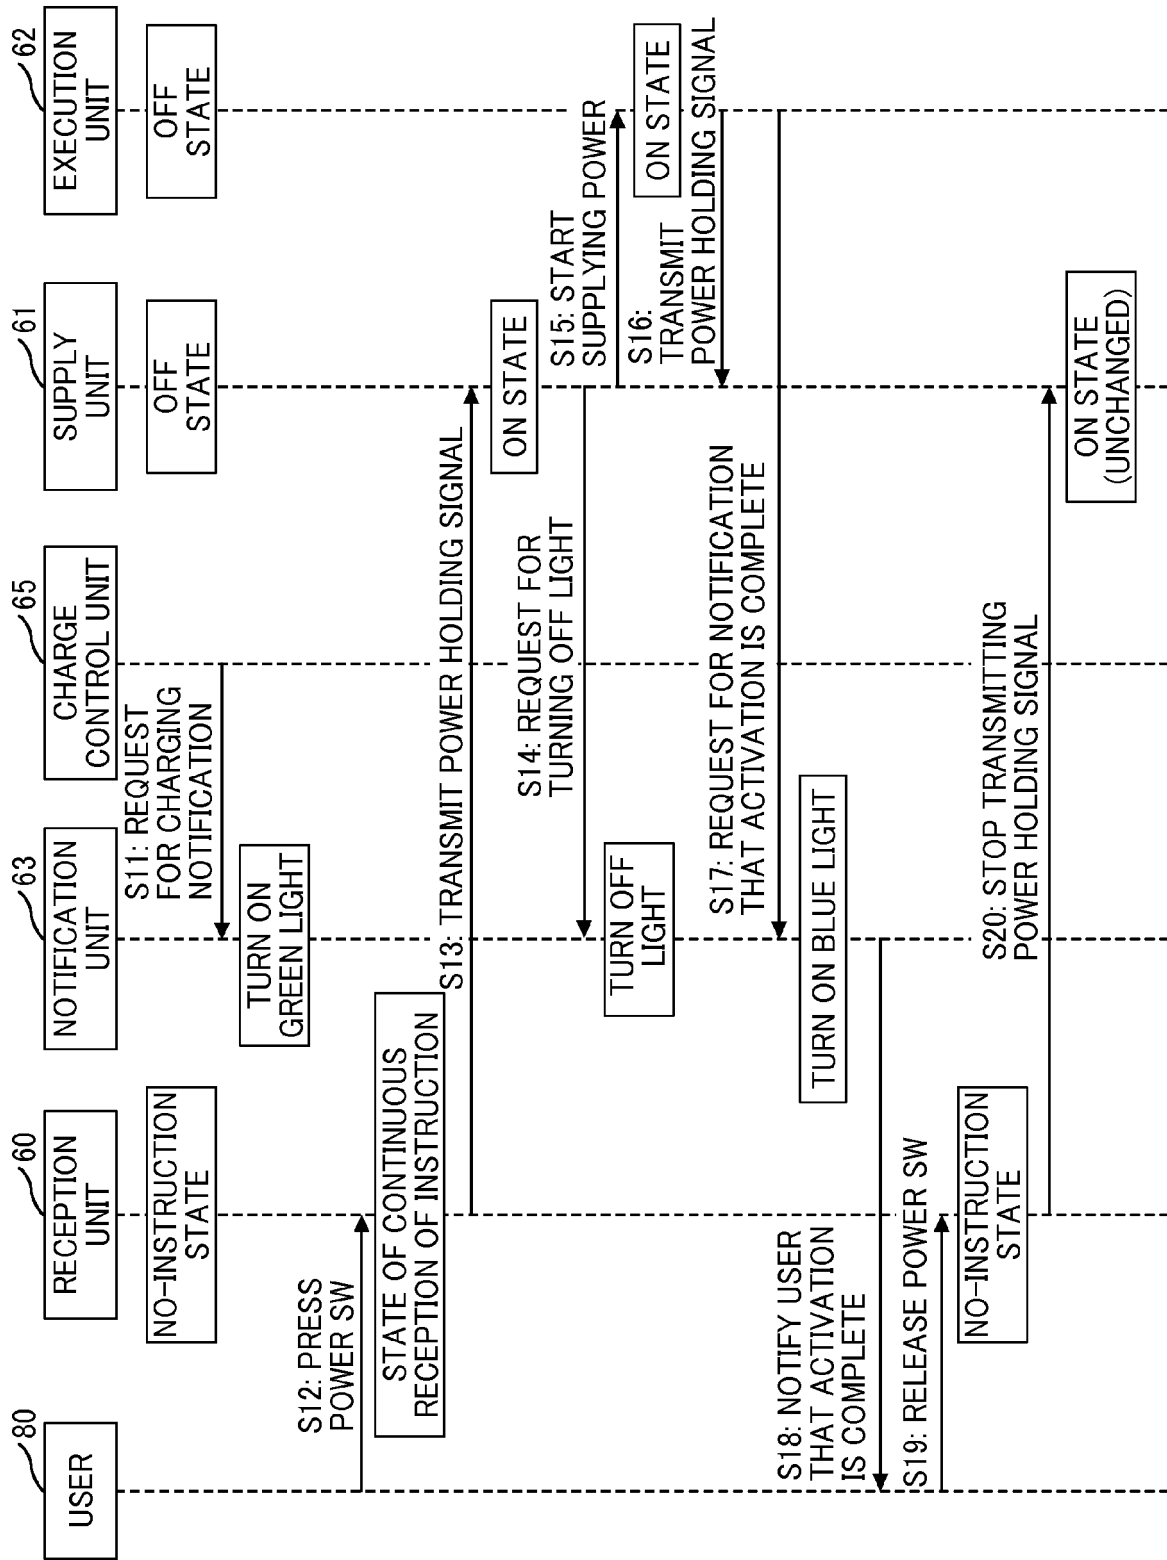 80
USER
60
RECEPTION
UNIT
63
NOTIFICATION
UNIT
65
CHARGE
CONTROL UNIT
61
SUPPLY
UNIT
62
EXECUTION
UNIT
NO-INSTRUCTION
STATE
OFF
STATE
OFF
STATE
S11: REQUEST
FOR CHARGING
NOTIFICATION
TURN ON
GREEN LIGHT
S12: PRESS
POWER SW
STATE OF CONTINUOUS
RECEPTION OF INSTRUCTION
S13: TRANSMIT POWER HOLDING SIGNAL
ON STATE
S14: REQUEST FOR
TURNING OFF LIGHT
TURN OFF
LIGHT
S15: START
SUPPLYING POWER
ON STATE
S16:
TRANSMIT
POWER HOLDING SIGNAL
S17: REQUEST FOR NOTIFICATION
THAT ACTIVATION IS COMPLETE
TURN ON BLUE LIGHT
S18: NOTIFY USER
THAT ACTIVATION
IS COMPLETE
S19: RELEASE POWER SW
NO-INSTRUCTION
STATE
S20: STOP TRANSMITTING
POWER HOLDING SIGNAL
ON STATE
(UNCHANGED)